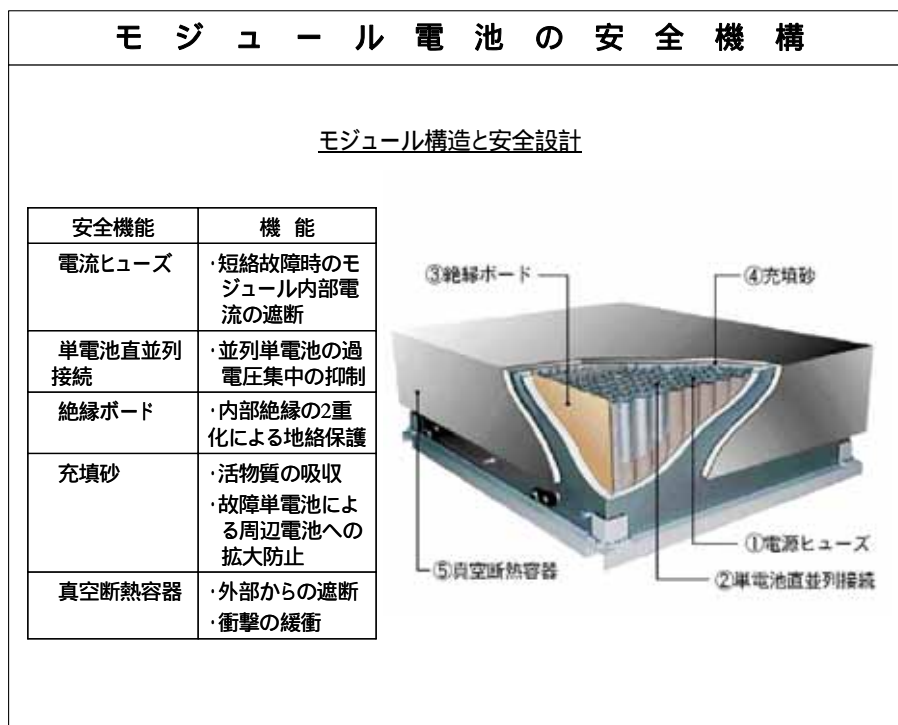 モジュール電池の安全機構
モジュール構造と安全設計
安全機能
機 能
電流ヒューズ
･短絡故障時のモ
ジュール内部電
流の遮断
単電池直並列
接続
･並列単電池の過
電圧集中の抑制
絶縁ボード
･内部絶縁の2重
化による地絡保護
充填砂
･活物質の吸収
･故障単電池によ
る周辺電池への
拡大防止
真空断熱容器
･外部からの遮断
･衝撃の緩衝
③絶縁ボード
④充填砂
①電源ヒューズ
②単電池直並列接続
⑤真空断熱容器